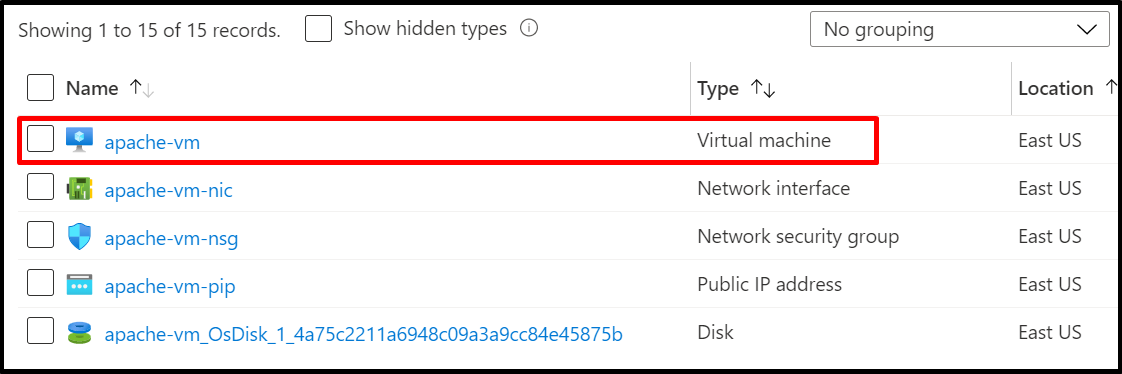 Showing 1 to 15 of 15 records. Show hidden types No grouping
Name Type Location
apache-vm Virtual machine East US
apache-vm-nic Network interface East US
apache-vm-nsg Network security group East US
apache-vm-pip Public IP address East US
apache-vm_OsDisk_1_4a75c2211a6948c09a3a9cc84e45875b Disk East US